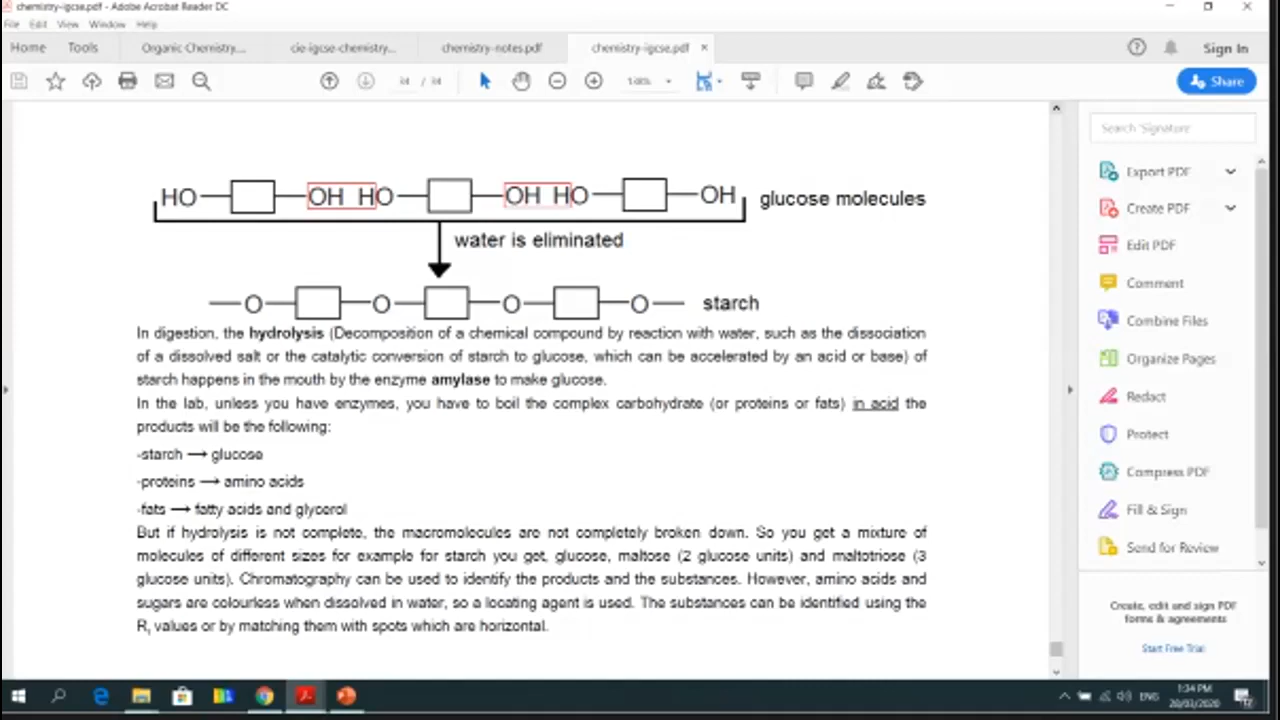 chemistry-igcse.pdf - Adobe Acrobat Reader DC
File Edit View Window Help
Home Tools Organic Chemistry... cie-igcse-chemistry... chemistry-notes.pdf chemistry-igcse.pdf × Sign In
Share
Search 'Signature
Export PDF
Create PDF
Edit PDF
Comment
Combine Files
Organize Pages
Redact
Protect
Compress PDF
Fill & Sign
Send for Review
Create, edit and sign PDF
forms & agreements
Start Free Trial
HO OH HO OH HO OH glucose molecules
water is eliminated
O O O O starch
In digestion, the hydrolysis (Decomposition of a chemical compound by reaction with water, such as the dissociation
of a dissolved salt or the catalytic conversion of starch to glucose, which can be accelerated by an acid or base) of
starch happens in the mouth by the enzyme amylase to make glucose.
In the lab, unless you have enzymes, you have to boil the complex carbohydrate (or proteins or fats) in acid the
products will be the following:
-starch ⟶ glucose
-proteins ⟶ amino acids
-fats ⟶ fatty acids and glycerol
But if hydrolysis is not complete, the macromolecules are not completely broken down. So you get a mixture of
molecules of different sizes for example for starch you get, glucose, maltose (2 glucose units) and maltotriose (3
glucose units). Chromatography can be used to identify the products and the substances. However, amino acids and
sugars are colourless when dissolved in water, so a locating agent is used. The substances can be identified using the
Rf values or by matching them with spots which are horizontal.
ENG 1:34 PM
28/03/2020